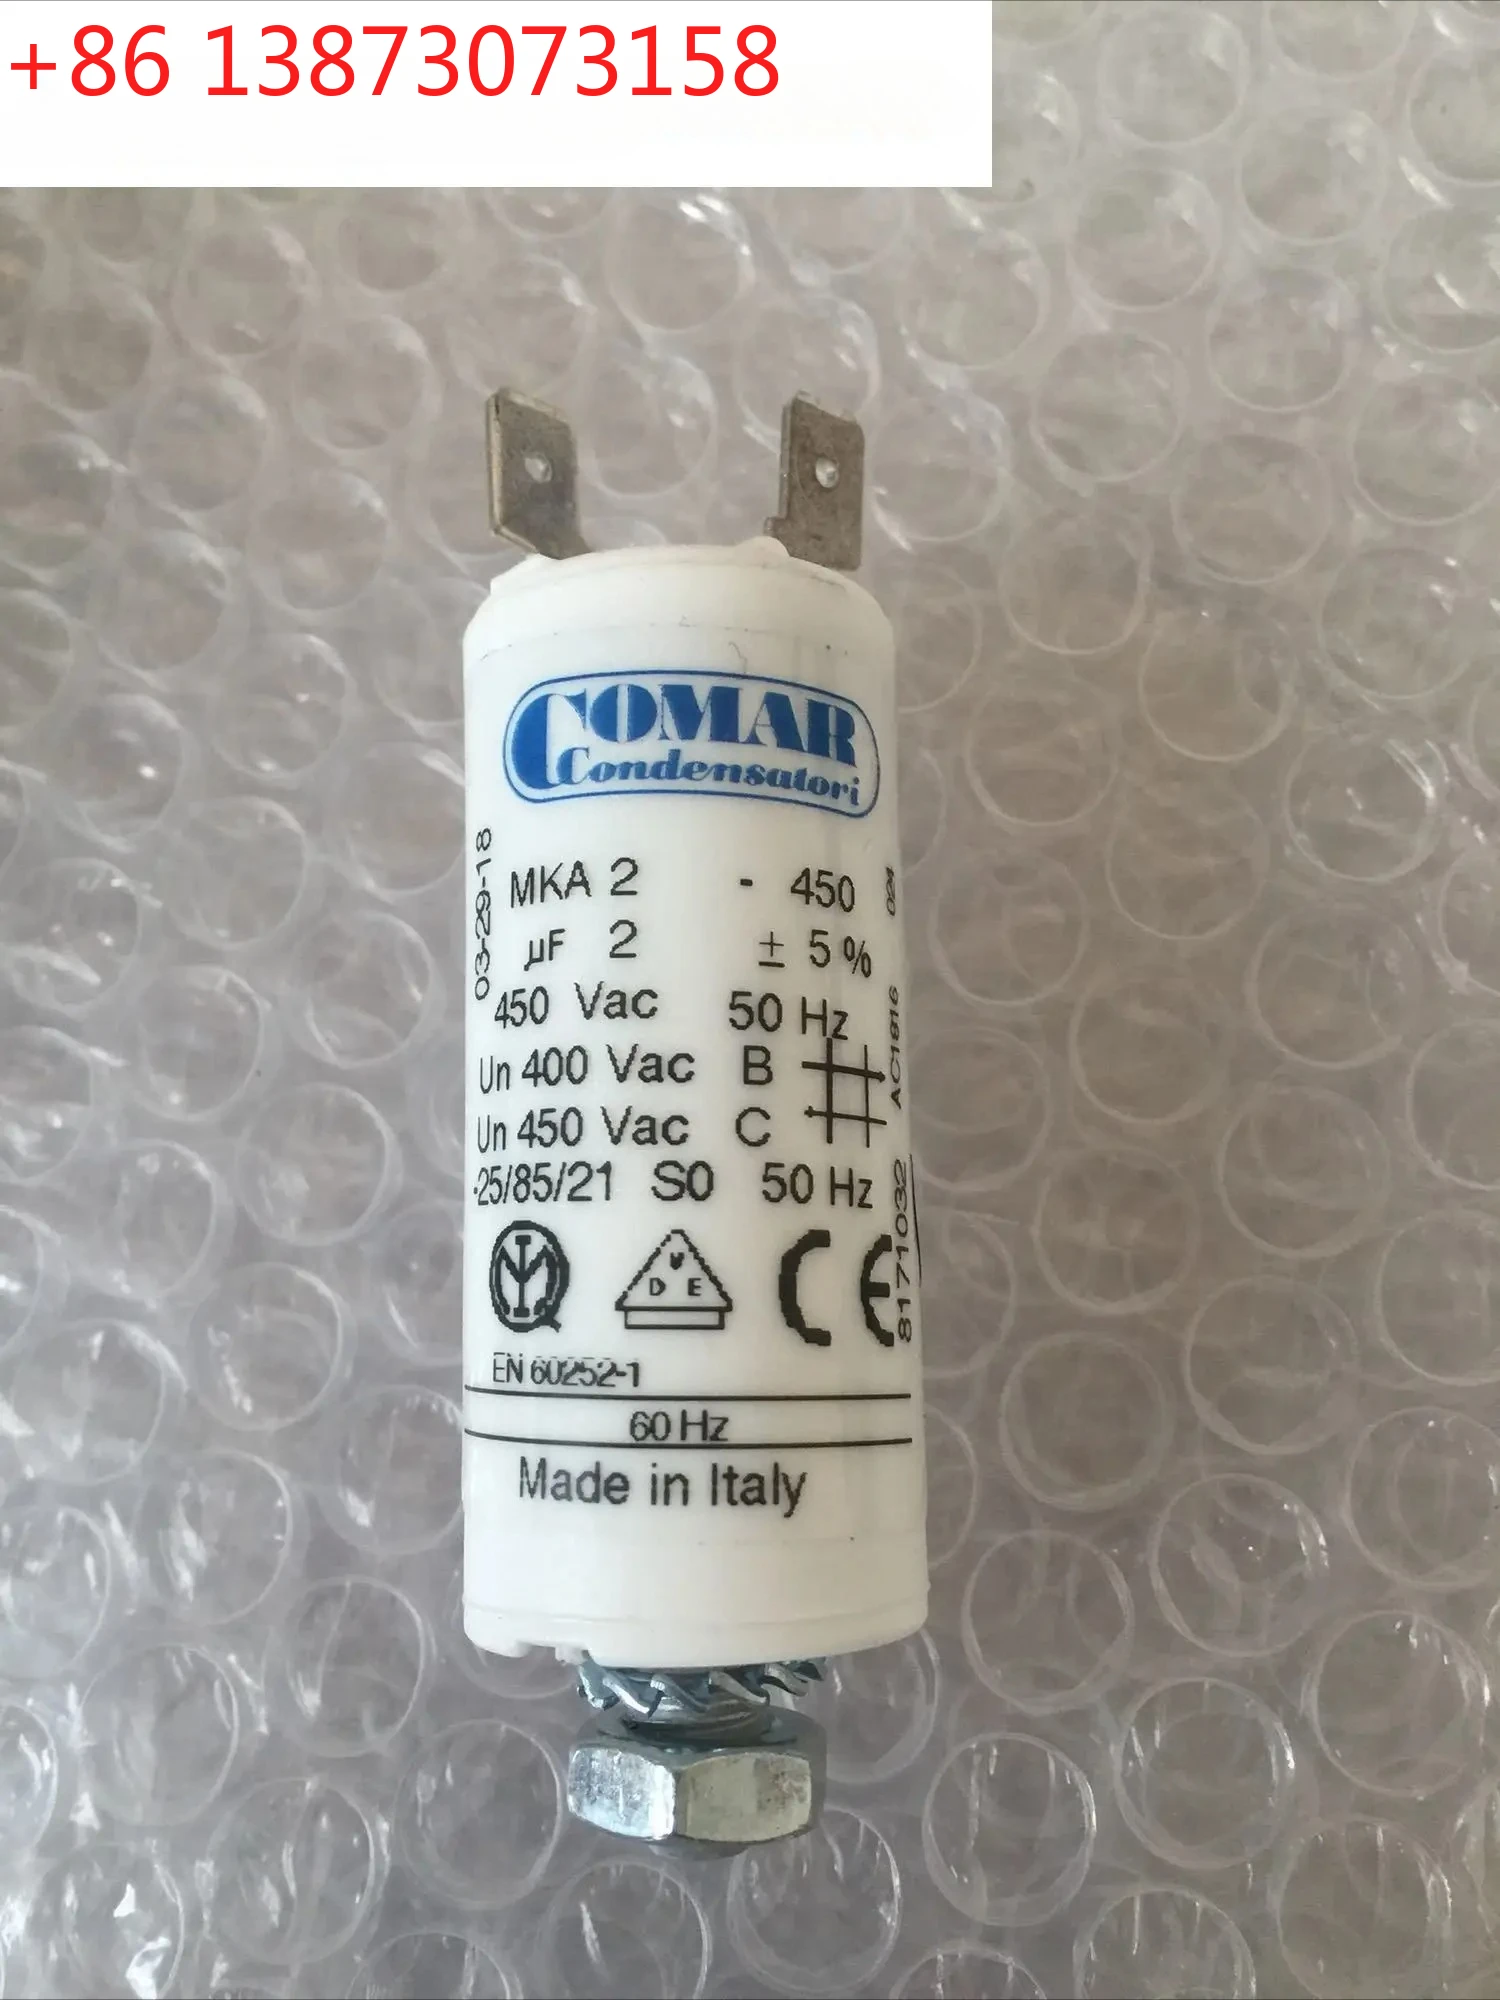 +86 13873073158
COMAR
Condensatori
MKA 2 - 450
µF 2 ± 5 %
450 Vac 50 Hz
Un 400 Vac B
Un 450 Vac C
-25/85/21 S0 50 Hz
VDE CE
EN 60252-1
60 Hz
Made in Italy
03-29-18
8171032 AC1816 024